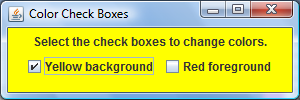 Color Check Boxes
Select the check boxes to change colors.
Yellow background Red foreground